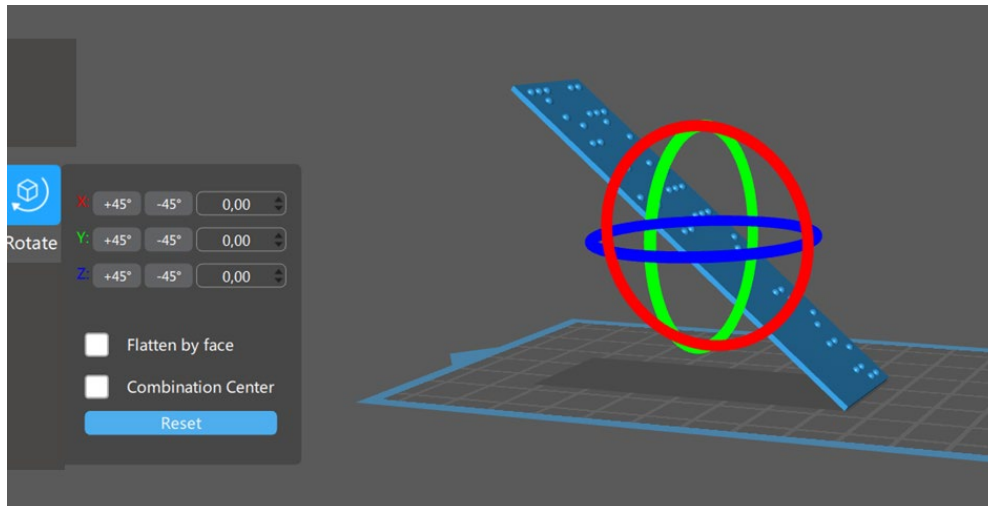 X: +45° -45° 0,00
Rotate
Y: +45° -45° 0,00
Z: +45° -45° 0,00
Flatten by face
Combination Center
Reset